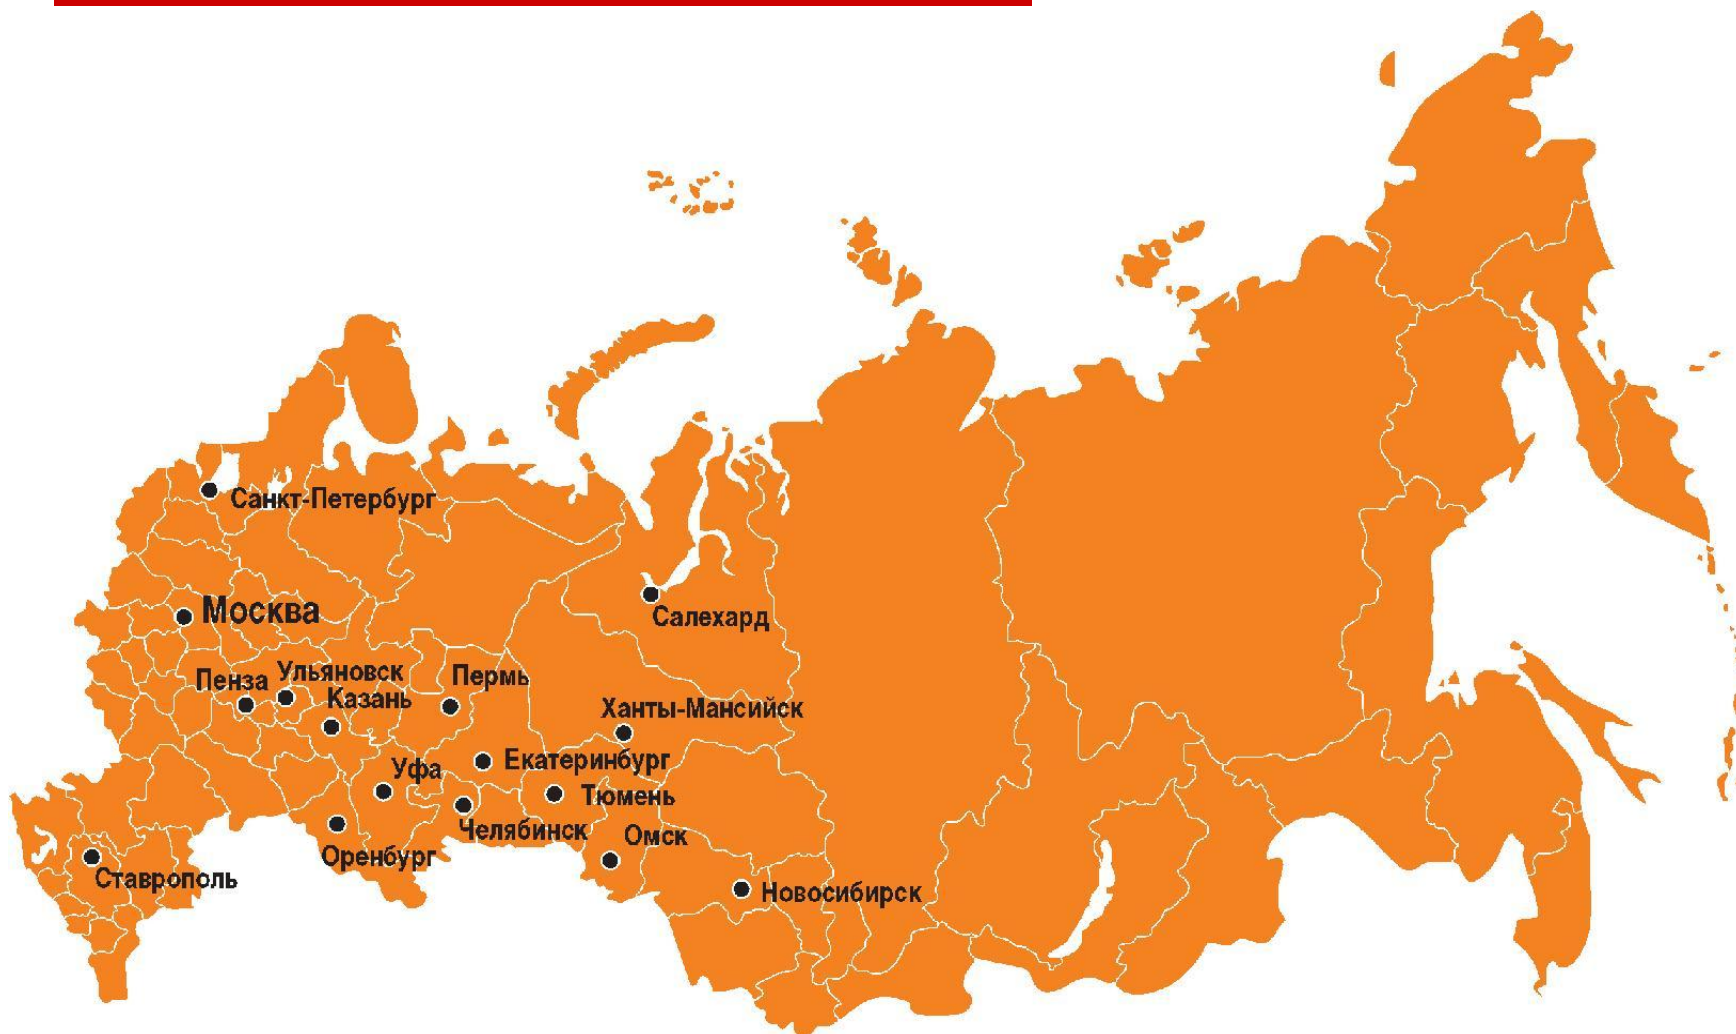 Санкт-Петербург
Салехард
Москва
Ульяновск
Пенза
Казань
Пермь
Ханты-Мансийск
Екатеринбург
Уфа
Тюмень
Челябинск
Омск
Оренбург
Ставрополь
Новосибирск